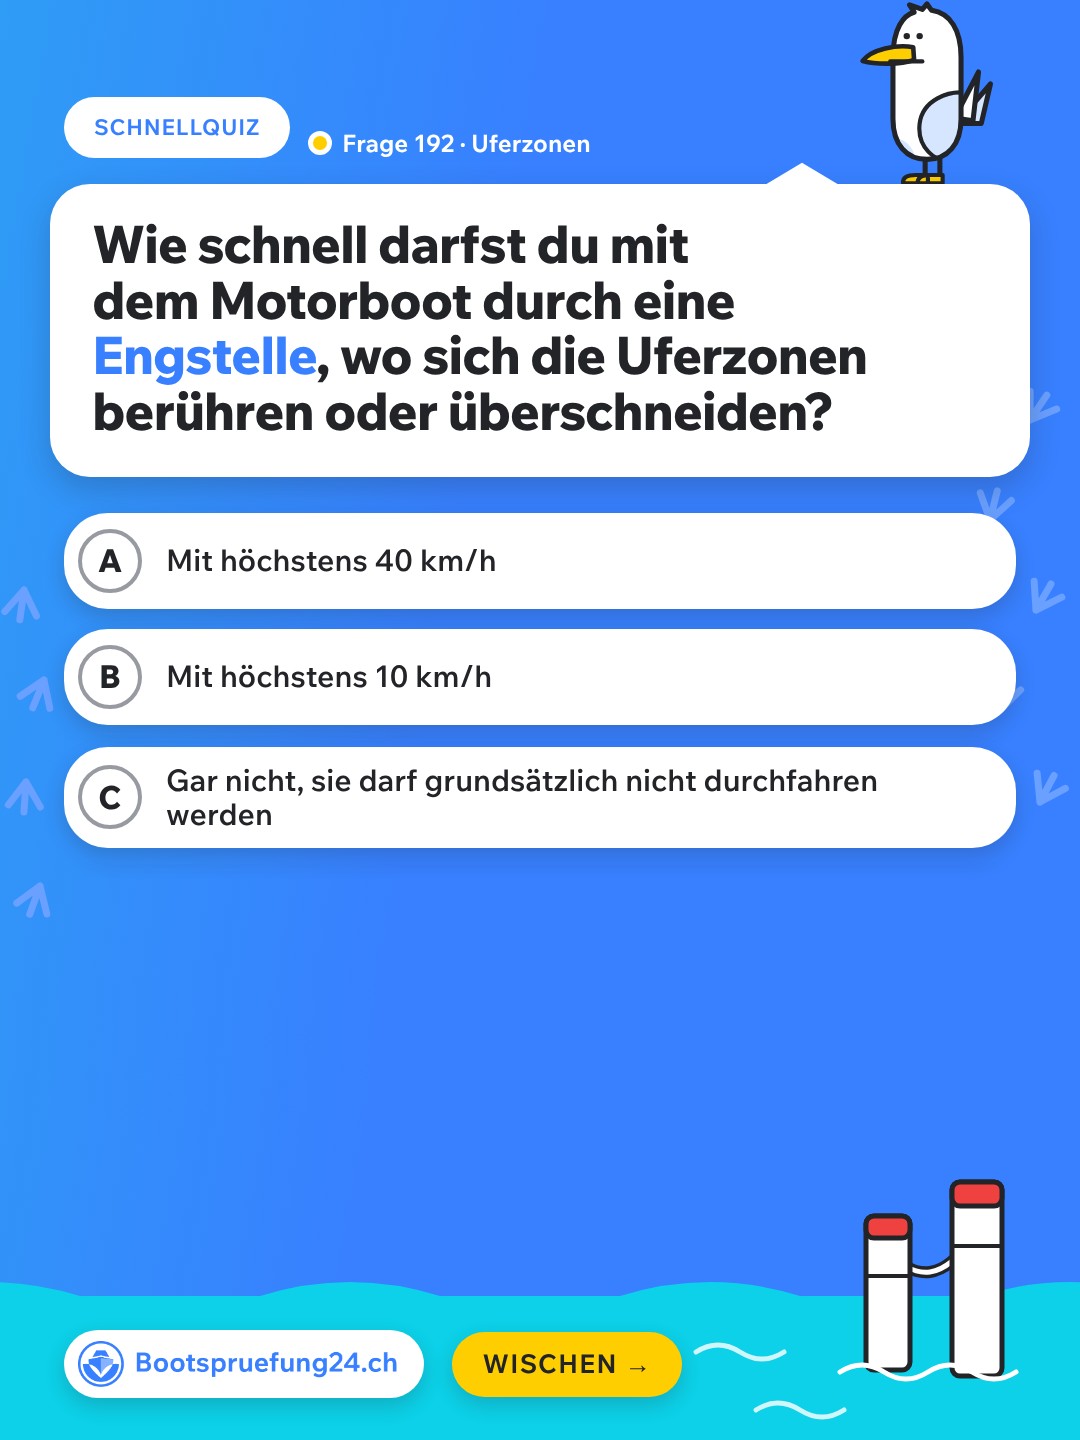 SCHNELLQUIZ
Frage 192 · Uferzonen
Wie schnell darfst du mit
dem Motorboot durch eine
Engstelle, wo sich die Uferzonen
berühren oder überschneiden?
A Mit höchstens 40 km/h
B Mit höchstens 10 km/h
C Gar nicht, sie darf grundsätzlich nicht durchfahren
werden
Bootspruefung24.ch
WISCHEN →